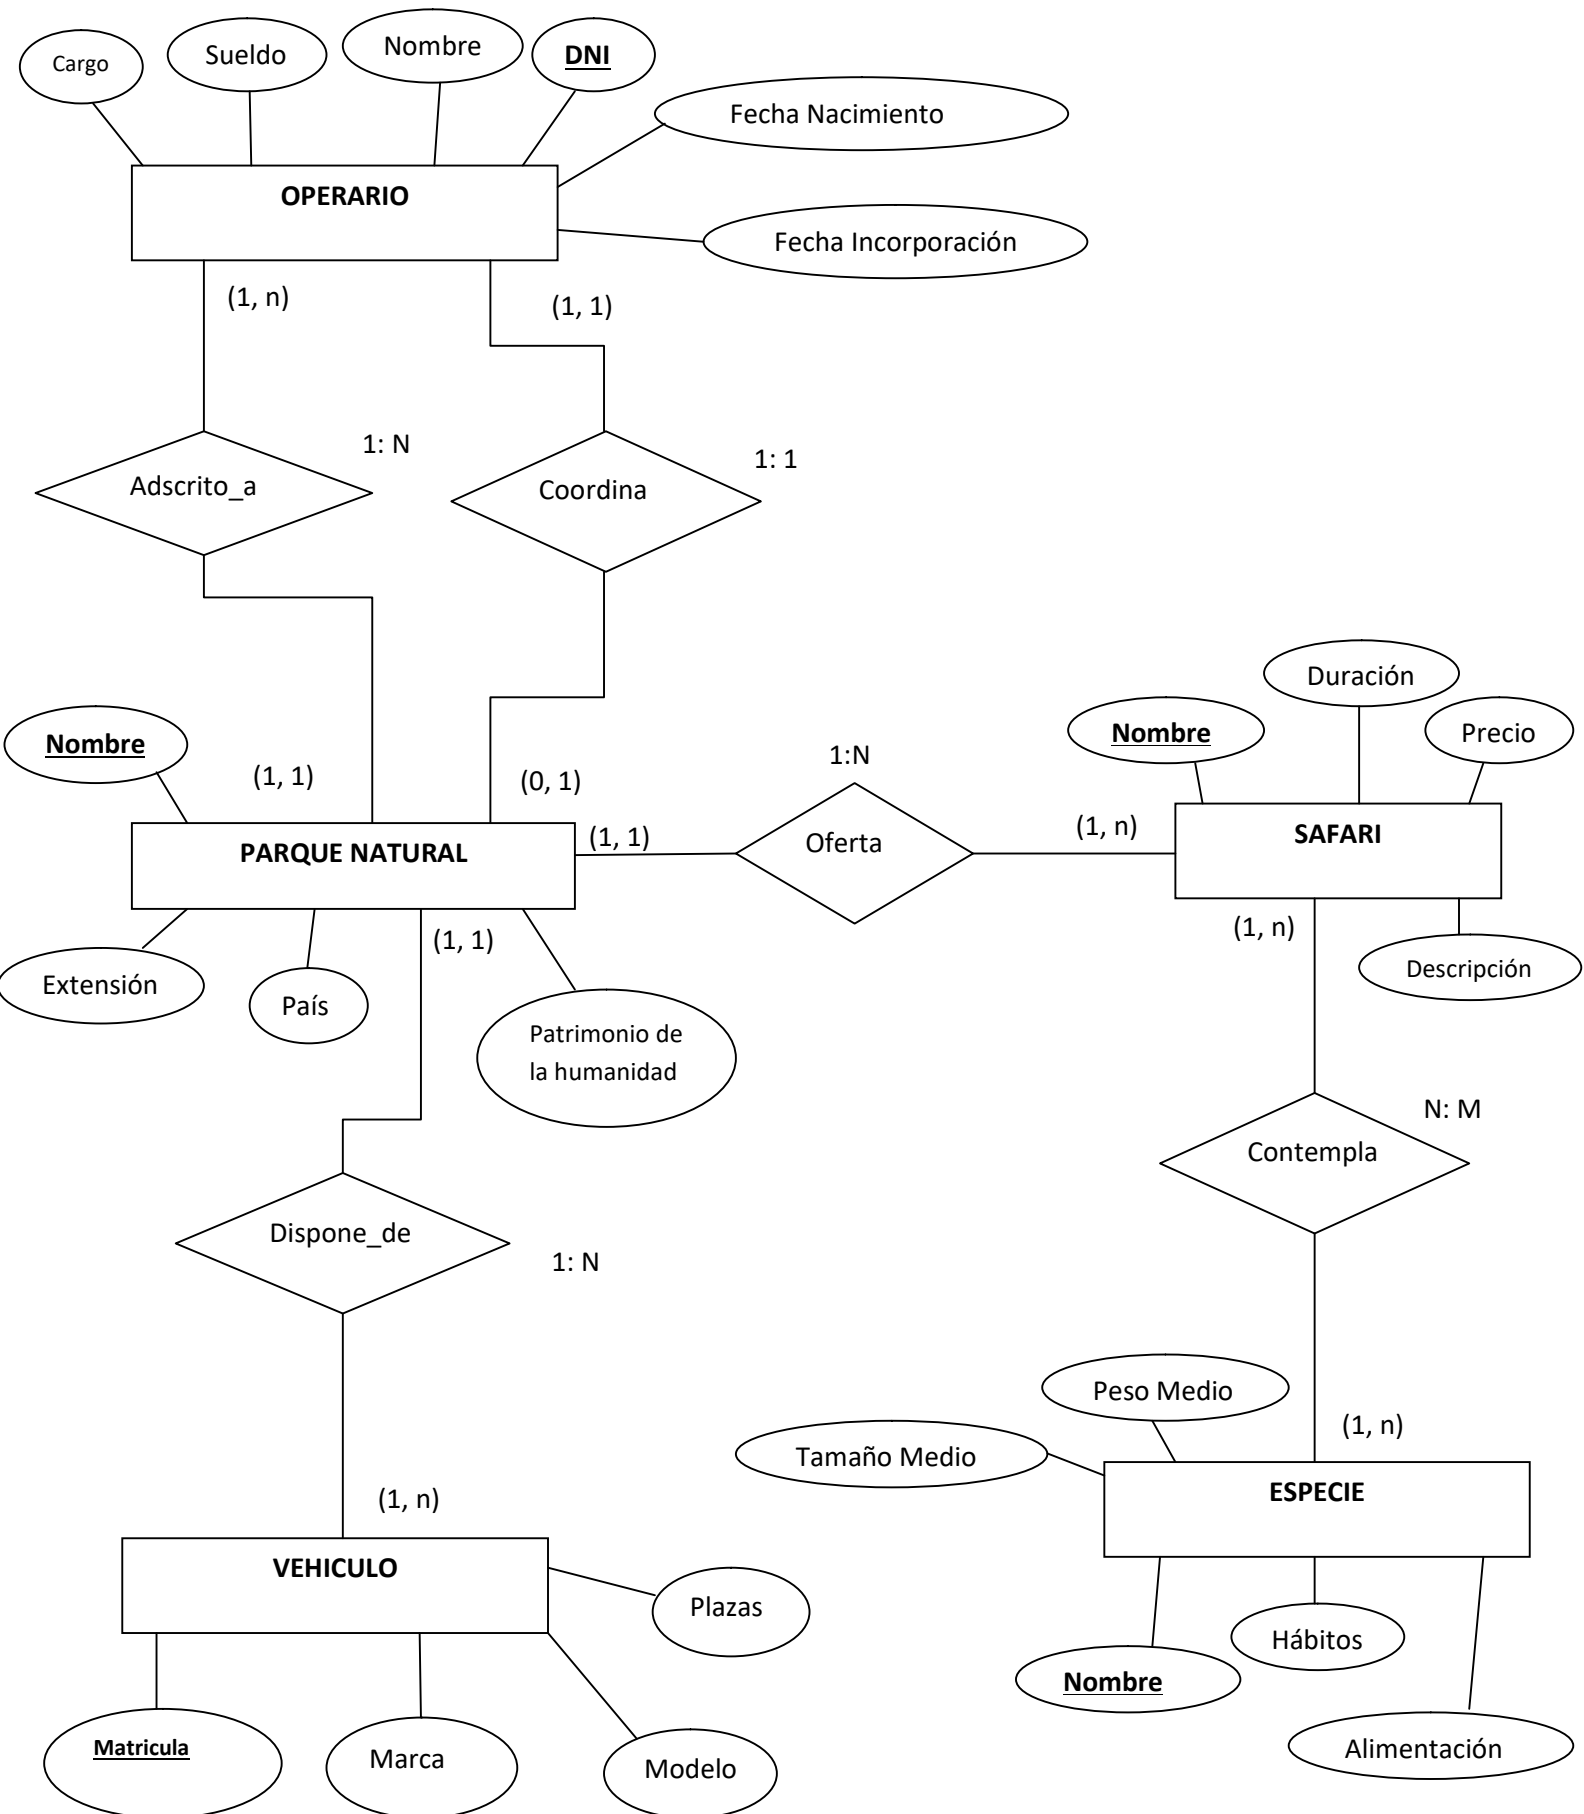 Cargo
Sueldo
Nombre
DNI
Fecha Nacimiento
OPERARIO
Fecha Incorporación
(1, n)
(1, 1)
1: N
1: 1
Adscrito_a
Coordina
Duración
Nombre
Nombre
Precio
1:N
(1, 1)
(0, 1)
(1, 1)
(1, n)
PARQUE NATURAL
Oferta
SAFARI
(1, 1)
(1, n)
Extensión
País
Descripción
Patrimonio de
la humanidad
N: M
Contempla
Dispone_de
1: N
Peso Medio
(1, n)
Tamaño Medio
(1, n)
ESPECIE
VEHICULO
Plazas
Hábitos
Nombre
Matricula
Marca
Modelo
Alimentación